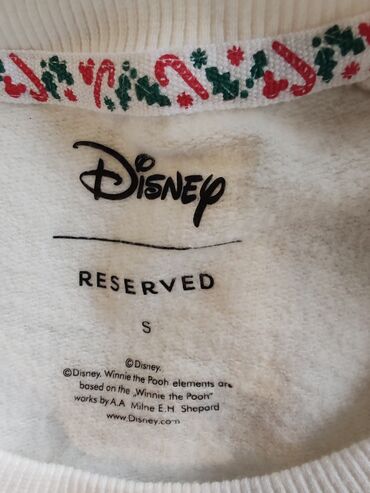 Disney
RESERVED
S
©Disney.
©Disney. Winnie the Pooh elements are
based on the „Winnie the Pooh"
works by A.A Milne E.H Shepard
www.Disney.com